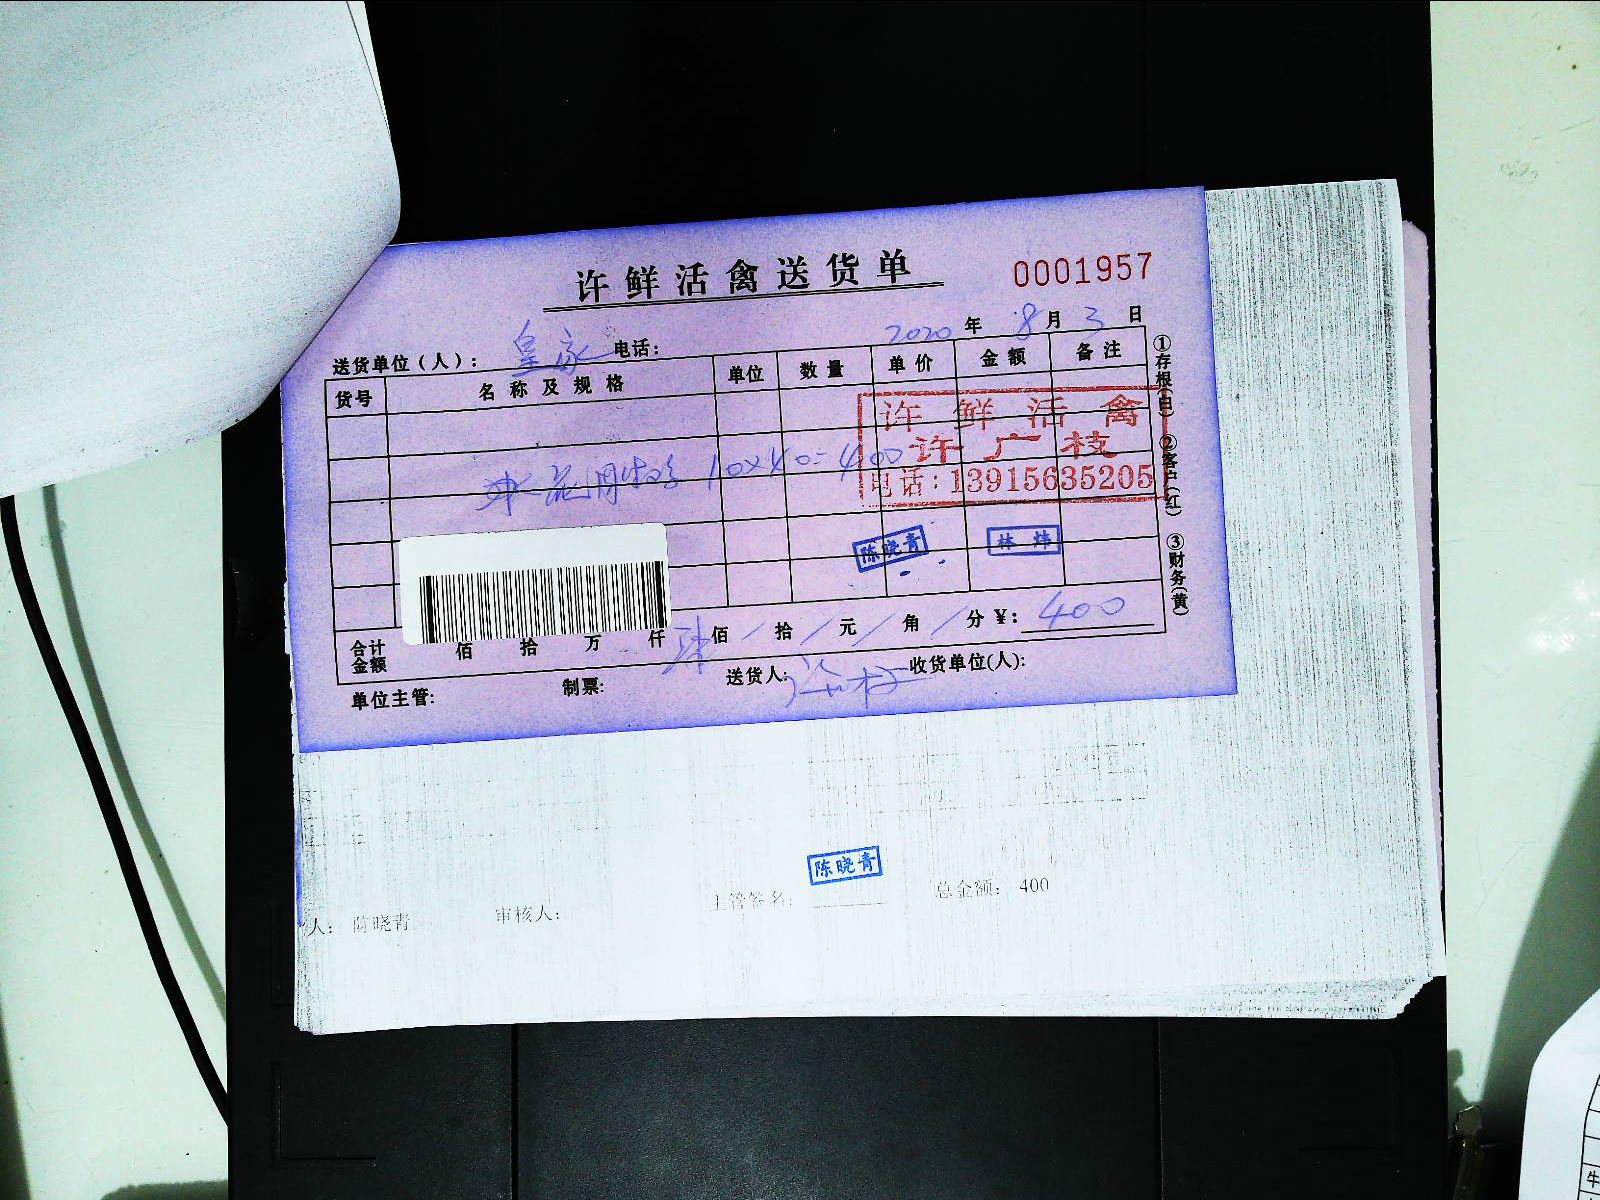 许鲜活禽送货单
0001957
2020 年 8 月 3 日
送货单位（人）： 皇家 电话：
货号 名称及规格 单位 数量 单价 金额 备注
10×40=400
许鲜活禽
许广枝
电话：13915635205
陈晓青 林炜
①存根(白) ②客户(红) ③财务(黄)
合计金额 佰 拾 万 仟 肆佰 / 拾 / 元 / 角 / 分 ¥： 400
单位主管： 制票： 送货人： 收货单位(人)：
陈晓青
人： 陈晓青 审核人： 主管签名： 总金额： 400